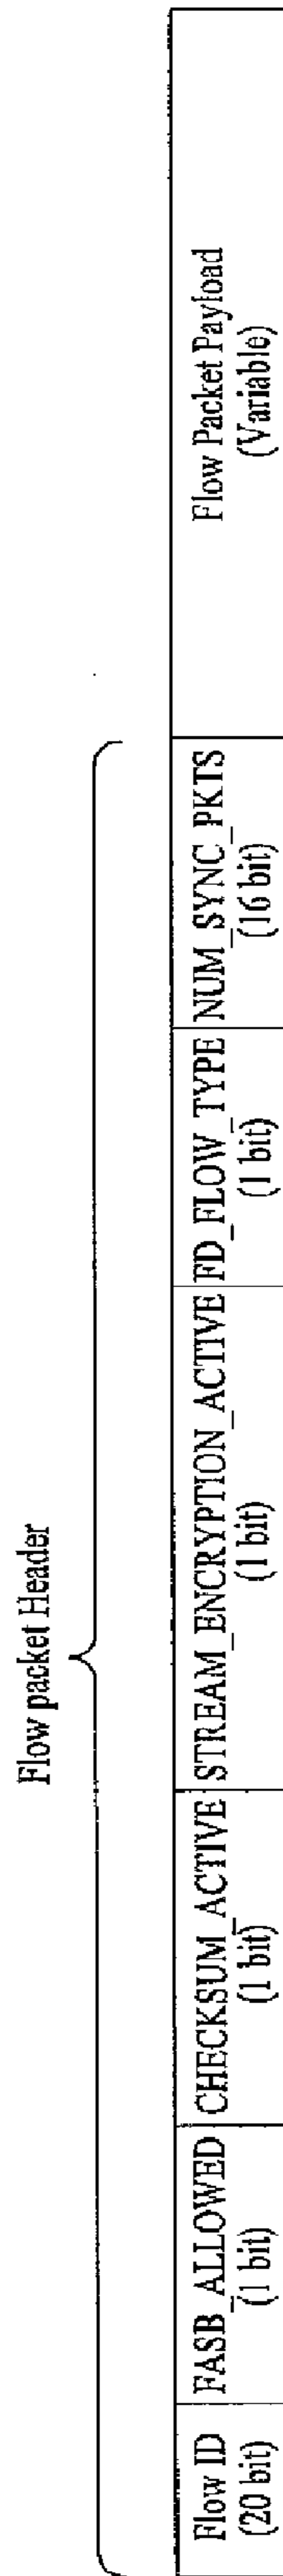 Flow packet Header
Flow ID
(20 bit)
FASB_ALLOWED
(1 bit)
CHECKSUM_ACTIVE
(1 bit)
STREAM_ENCRYPTION_ACTIVE
(1 bit)
FD_FLOW_TYPE
(1 bit)
NUM_SYNC_PKTS
(16 bit)
Flow Packet Payload
(Variable)